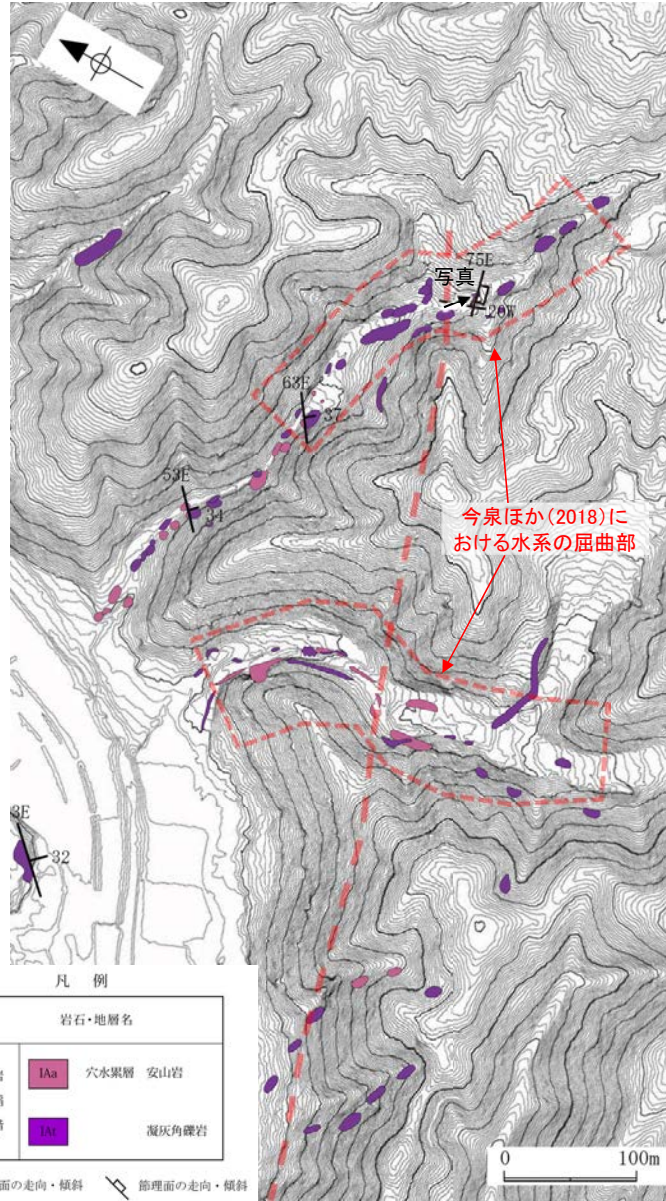 写真
75E
20W
63E
37
53E
34
今泉ほか(2018)に
おける水系の屈曲部
3E
32
凡 例
岩石・地層名
IAa 穴水累層 安山岩
凝灰角礫岩
面の走向・傾斜 節理面の走向・傾斜
0 100m